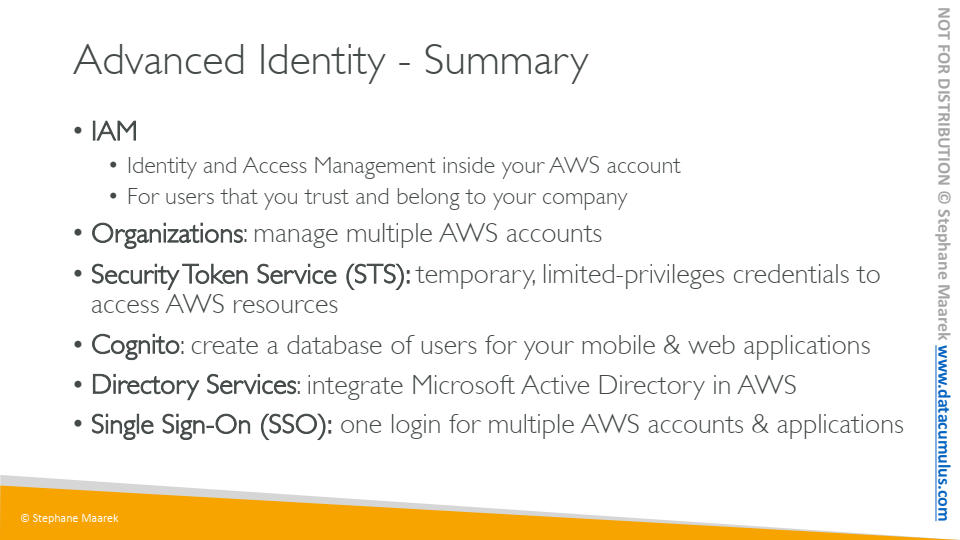 Advanced Identity - Summary
• IAM
• Identity and Access Management inside your AWS account
• For users that you trust and belong to your company
• Organizations: manage multiple AWS accounts
• Security Token Service (STS): temporary, limited-privileges credentials to
access AWS resources
• Cognito: create a database of users for your mobile & web applications
• Directory Services: integrate Microsoft Active Directory in AWS
• Single Sign-On (SSO): one login for multiple AWS accounts & applications
© Stephane Maarek
NOT FOR DISTRIBUTION © Stephane Maarek www.datacumulus.com